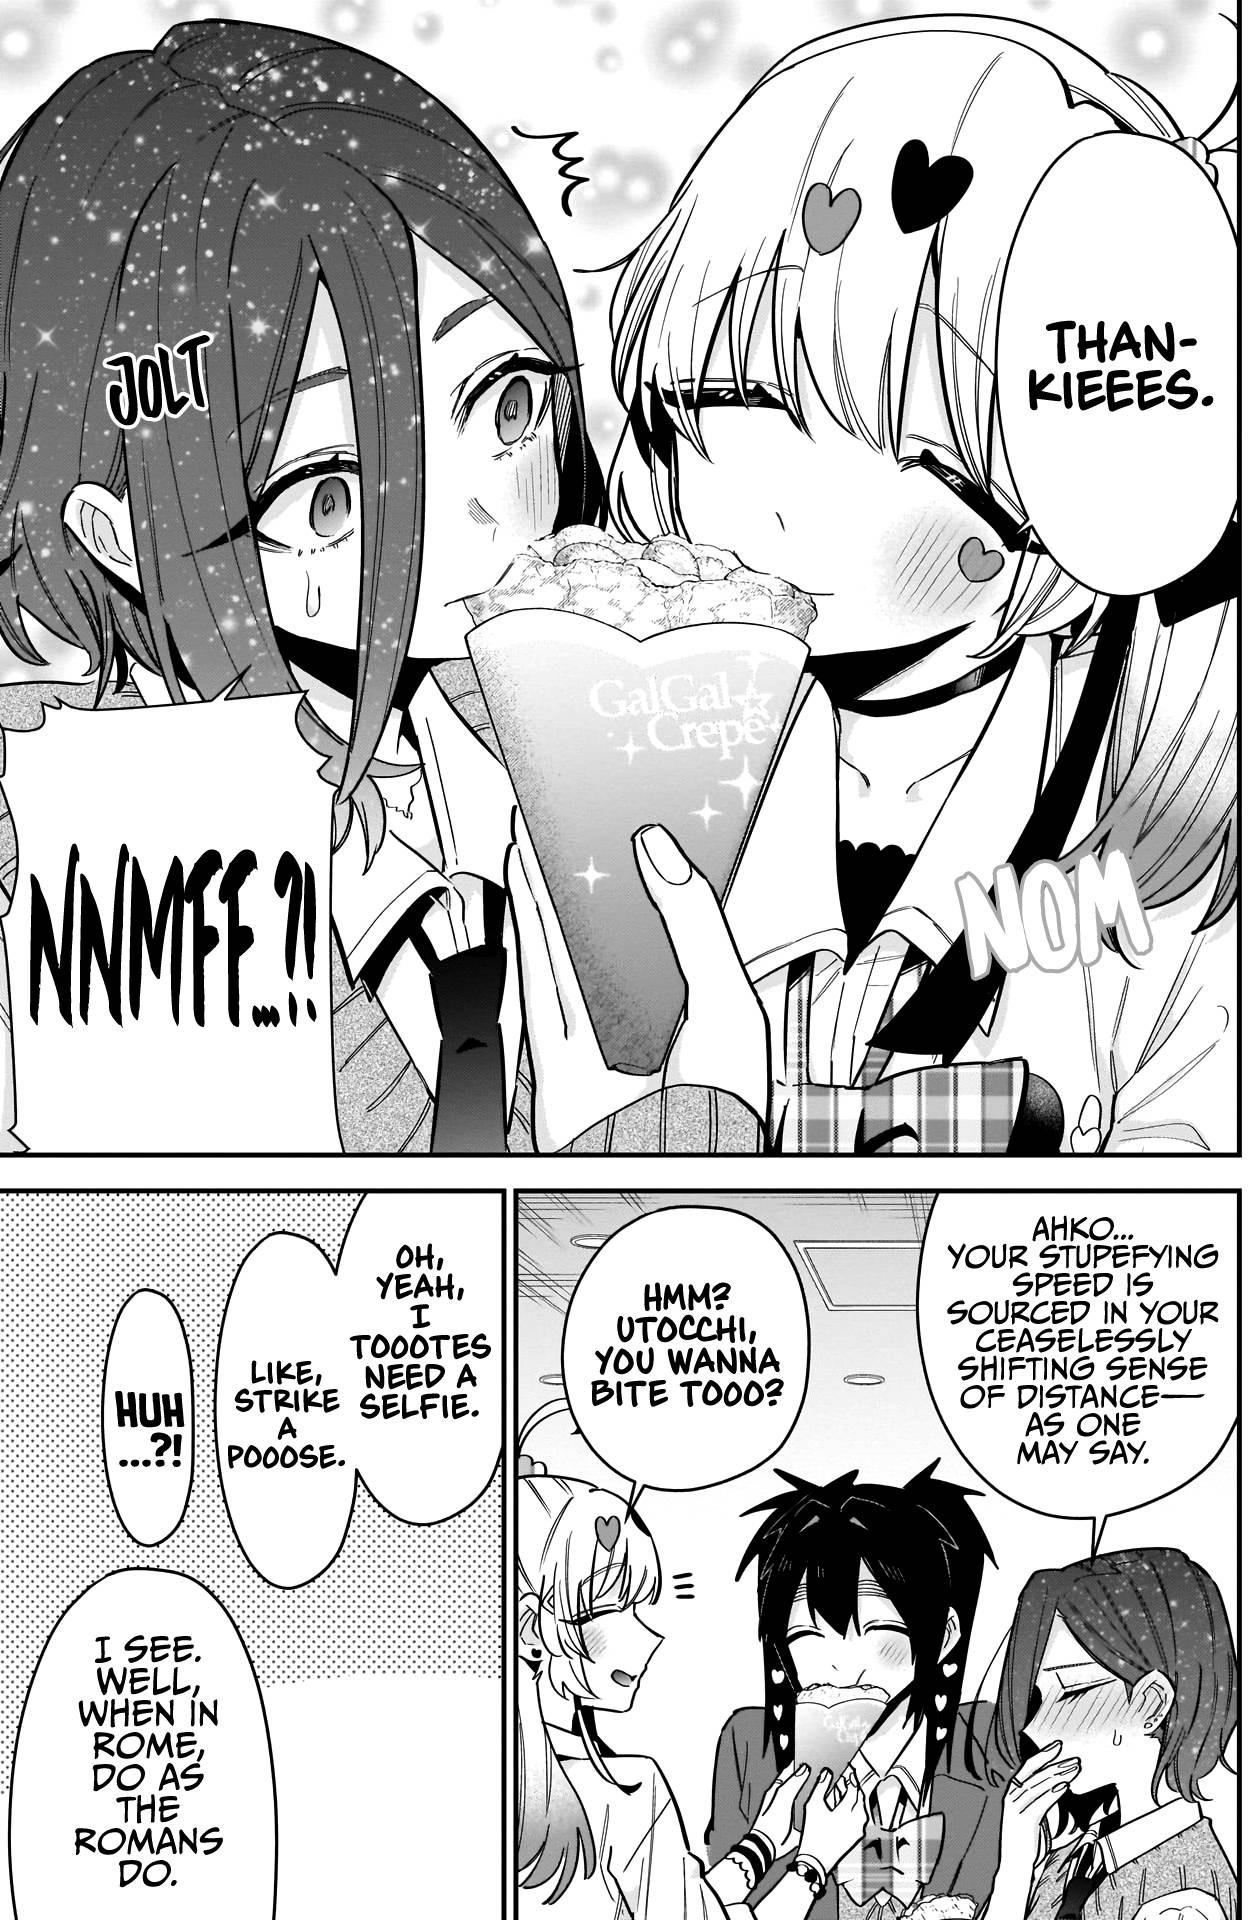 THAN-
KIEEES.
JOLT
GalGal☆
Crepe
NOM
NNMFF...?!
AHKO...
YOUR STUPEFYING
SPEED IS
SOURCED IN YOUR
CEASELESSLY
SHIFTING SENSE
OF DISTANCE—
AS ONE
MAY SAY.
HMM?
UTOCCHI,
YOU WANNA
BITE TOOO?
GalGal
Crepe
OH,
YEAH,
I
TOOOTES
NEED A
SELFIE.
LIKE,
STRIKE
A
POOOSE.
HUH
...?!
I SEE.
WELL,
WHEN IN
ROME,
DO AS
THE
ROMANS
DO.